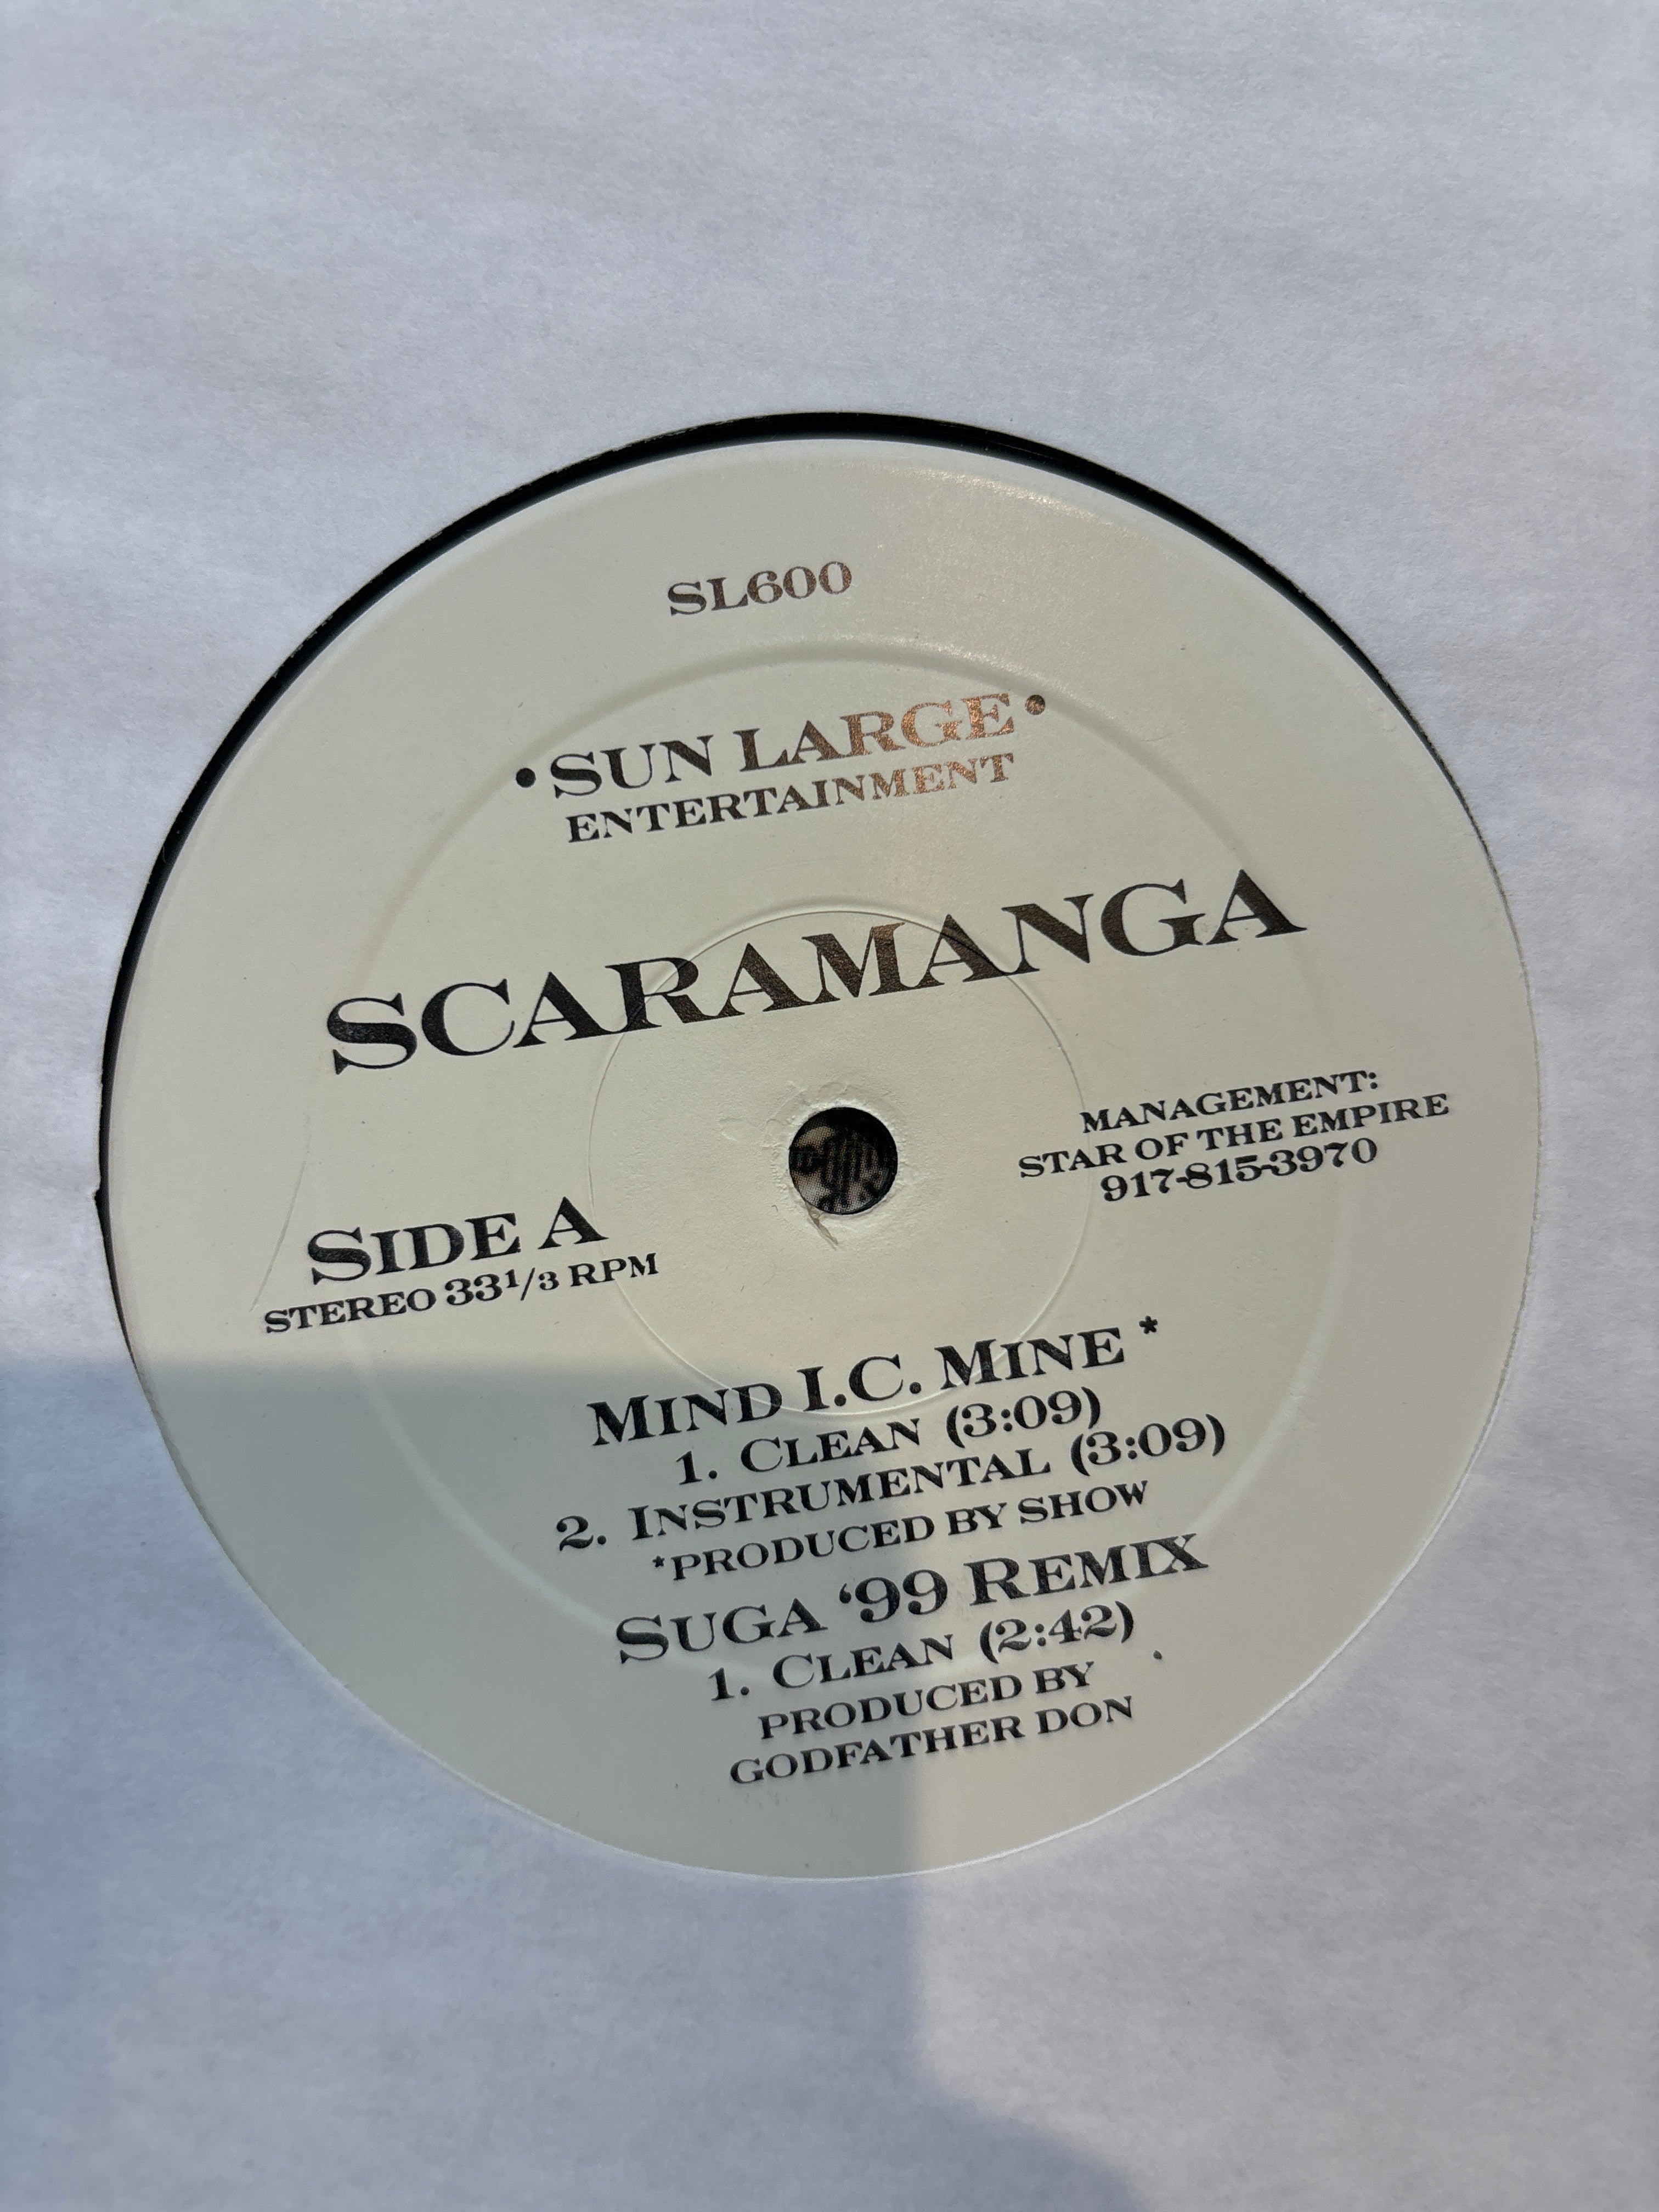 SL600
•SUN LARGE•
ENTERTAINMENT
SCARAMANGA
MANAGEMENT:
STAR OF THE EMPIRE
917-815-3970
SIDE A
STEREO 33 1/3 RPM
MIND I.C. MINE *
1. CLEAN (3:09)
2. INSTRUMENTAL (3:09)
*PRODUCED BY SHOW
SUGA ‘99 REMIX
1. CLEAN (2:42)
PRODUCED BY
GODFATHER DON